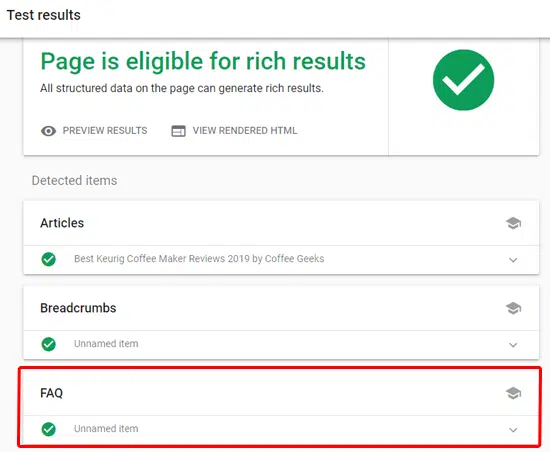 Test results
Page is eligible for rich results
All structured data on the page can generate rich results.
PREVIEW RESULTS VIEW RENDERED HTML
Detected items
Articles
Best Keurig Coffee Maker Reviews 2019 by Coffee Geeks
Breadcrumbs
Unnamed item
FAQ
Unnamed item